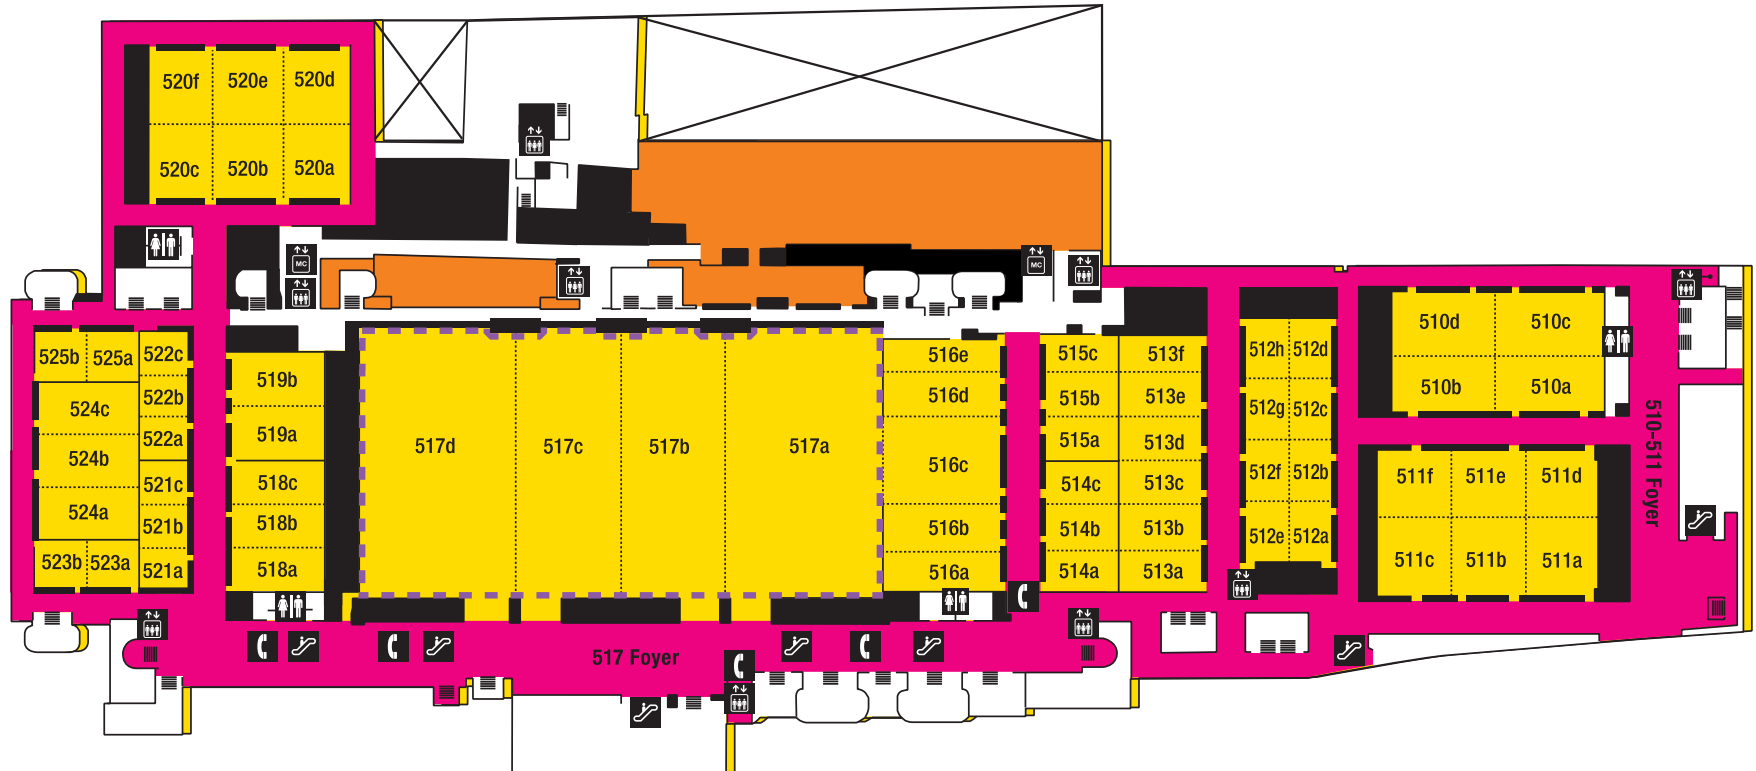 520f 520e 520d
520c 520b 520a
MC
MC
525b 525a 522c
522b
524c
522a
524b
521c
524a
521b
523b 523a 521a
519b
519a
518c
518b
518a
517d 517c 517b 517a
516e
516d
516c
516b
516a
515c 513f
515b 513e
515a 513d
514c 513c
514b 513b
514a 513a
512h 512d
512g 512c
512f 512b
512e 512a
510d 510c
510b 510a
511f 511e 511d
511c 511b 511a
510-511 Foyer
517 Foyer